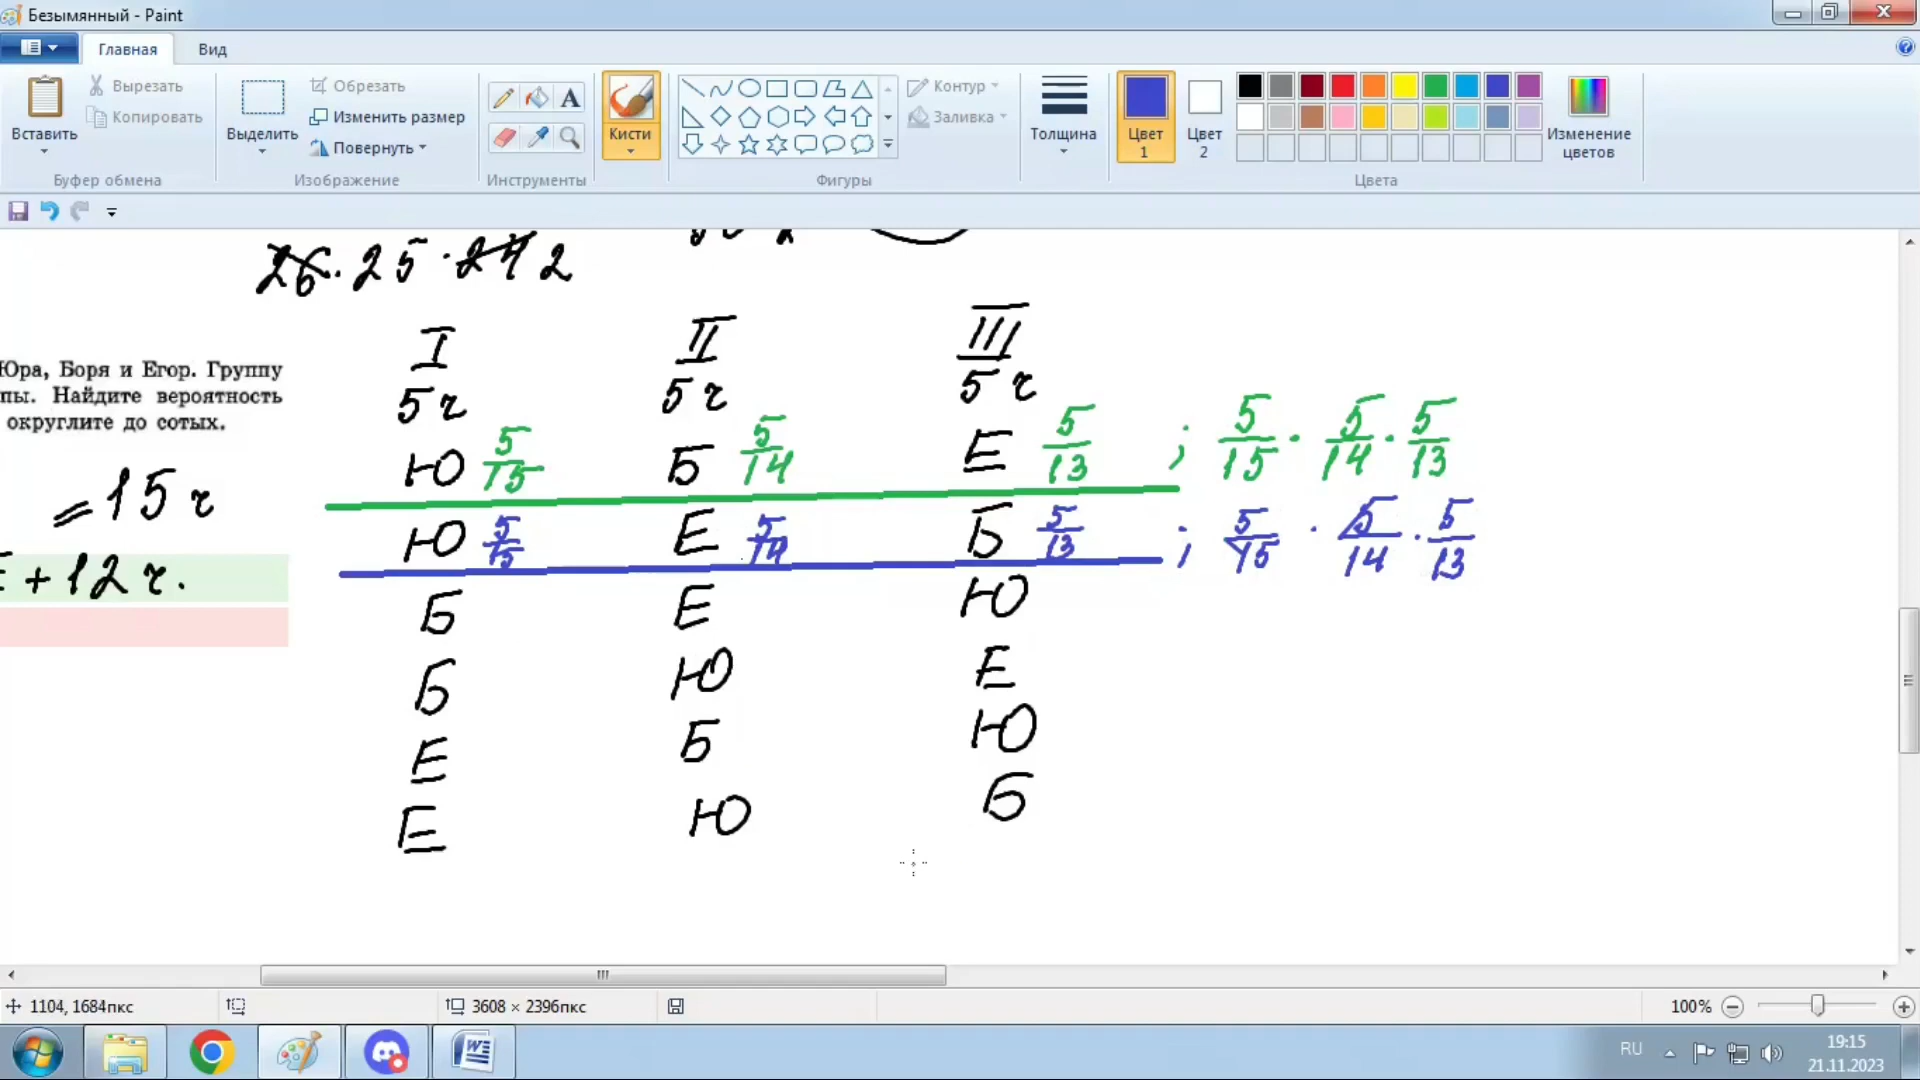 Безымянный - Paint
Главная Вид
Вырезать
Копировать
Вставить
Буфер обмена
Выделить
Обрезать
Изменить размер
Повернуть
Изображение
Инструменты
Кисти
Контур
Заливка
Фигуры
Толщина
Цвет 1
Цвет 2
Изменение цветов
Цвета
26 · 25 · 24 2
I II III
5 ч 5 ч 5 ч
Юра, Боря и Егор. Группу
пы. Найдите вероятность
округлите до сотых.
Ю 5/15 Б 5/14 Е 5/13 ; 5/15 · 5/14 · 5/13
= 15 ч
Ю 5/15 Е 5/14 Б 5/13 ; 5/15 · 5/14 · 5/13
+ 12 ч.
Б Е Ю
Б Ю Е
Е Б Ю
Е Ю Б
1104, 1684пкс 3608 × 2396пкс 100%
RU 19:15
21.11.2023